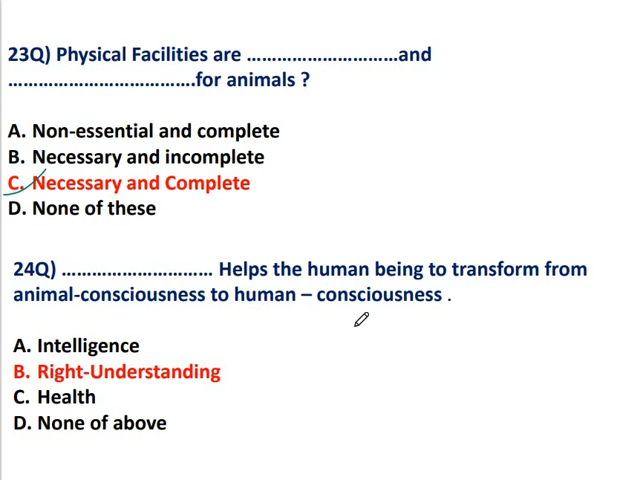 23Q) Physical Facilities are …………………………and
……………………………….for animals ?
A. Non-essential and complete
B. Necessary and incomplete
C. Necessary and Complete
D. None of these
24Q) ………………………… Helps the human being to transform from
animal-consciousness to human – consciousness .
A. Intelligence
B. Right-Understanding
C. Health
D. None of above